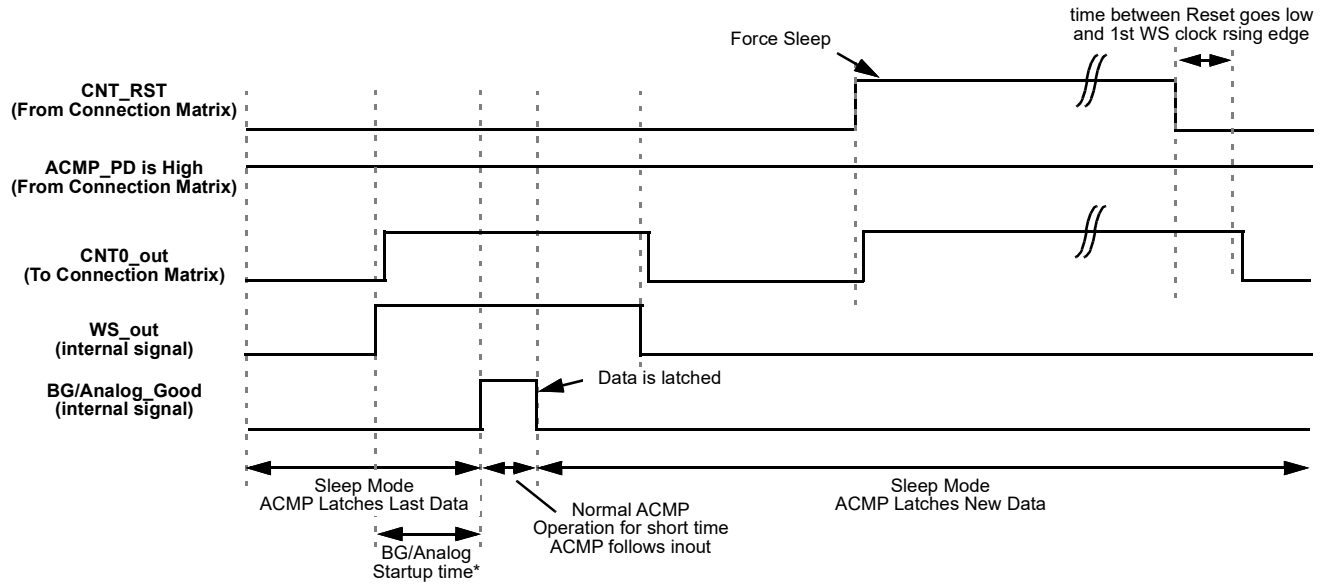 time between Reset goes low
and 1st WS clock rsing edge
Force Sleep
CNT_RST
(From Connection Matrix)
ACMP_PD is High
(From Connection Matrix)
CNT0_out
(To Connection Matrix)
WS_out
(internal signal)
BG/Analog_Good
(internal signal)
Data is latched
Sleep Mode
ACMP Latches Last Data
Normal ACMP
Operation for short time
ACMP follows inout
Sleep Mode
ACMP Latches New Data
BG/Analog
Startup time*